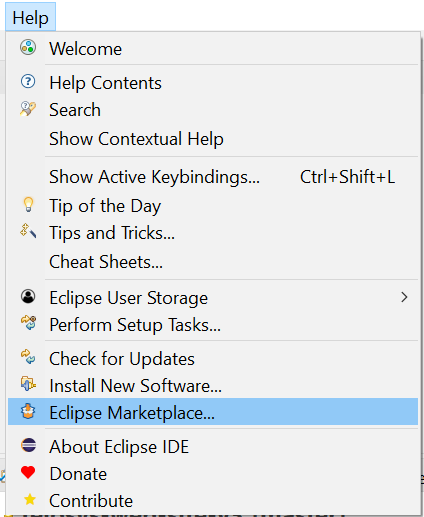 Help
Welcome
Help Contents
Search
Show Contextual Help
Show Active Keybindings... Ctrl+Shift+L
Tip of the Day
Tips and Tricks...
Cheat Sheets...
Eclipse User Storage
Perform Setup Tasks...
Check for Updates
Install New Software...
Eclipse Marketplace...
About Eclipse IDE
Donate
Contribute